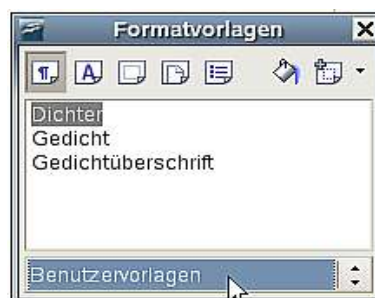 Formatvorlagen
Dichter
Gedicht
Gedichtüberschrift
Benutzervorlagen